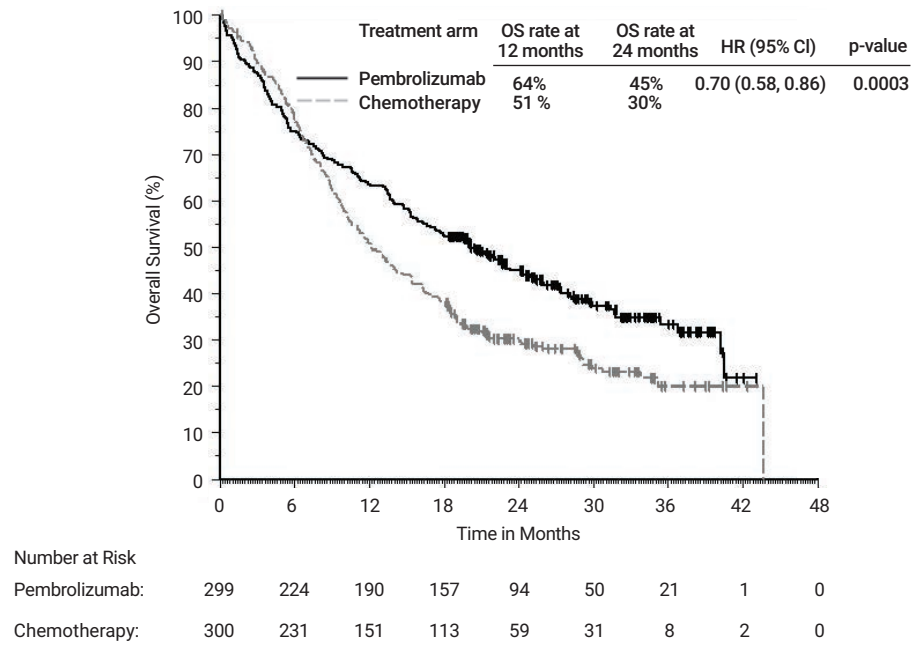 Treatment arm OS rate at 12 months OS rate at 24 months HR (95% CI) p-value
Pembrolizumab 64% 45% 0.70 (0.58, 0.86) 0.0003
Chemotherapy 51 % 30%
Overall Survival (%)
100
90
80
70
60
50
40
30
20
10
0
0 6 12 18 24 30 36 42 48
Time in Months
Number at Risk
Pembrolizumab: 299 224 190 157 94 50 21 1 0
Chemotherapy: 300 231 151 113 59 31 8 2 0